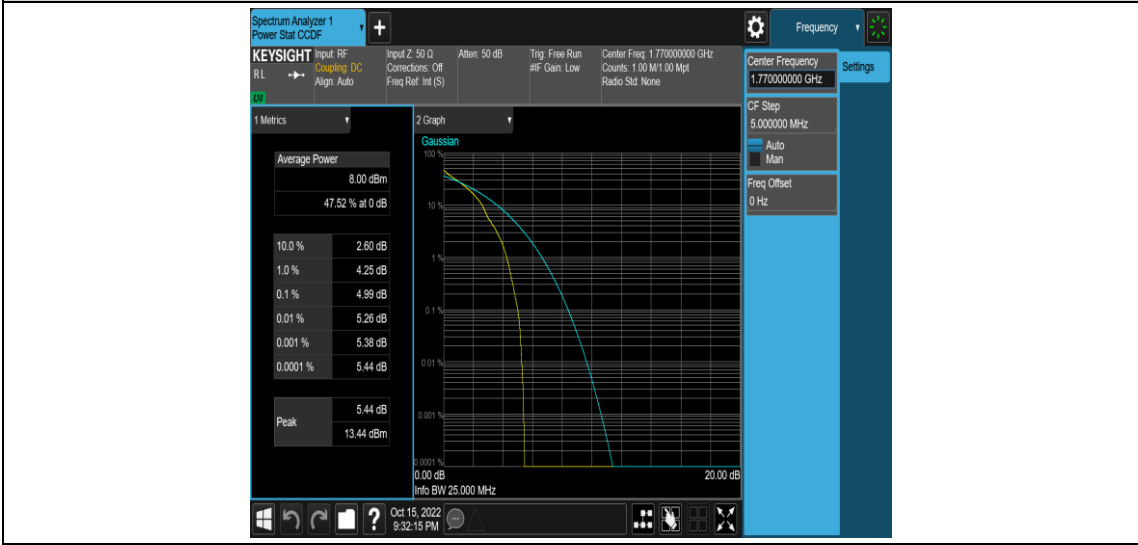 Spectrum Analyzer 1
Power Stat CCDF
+
Frequency
KEYSIGHT
RL
LNI
Input: RF
Coupling: DC
Align: Auto
Input Z: 50 Ω
Corrections: Off
Freq Ref: Int (S)
Atten: 50 dB
Trig: Free Run
#IF Gain: Low
Center Freq: 1.770000000 GHz
Counts: 1.00 M/1.00 Mpt
Radio Std: None
Center Frequency
1.770000000 GHz
Settings
CF Step
5.000000 MHz
Auto
Man
Freq Offset
0 Hz
1 Metrics
Average Power
8.00 dBm
47.52 % at 0 dB
10.0 % 2.60 dB
1.0 % 4.25 dB
0.1 % 4.99 dB
0.01 % 5.26 dB
0.001 % 5.38 dB
0.0001 % 5.44 dB
Peak
5.44 dB
13.44 dBm
2 Graph
Gaussian
100 %
10 %
1 %
0.1 %
0.01 %
0.001 %
0.0001 %
0.00 dB 20.00 dB
Info BW 25.000 MHz
?
Oct 15, 2022
9:32:15 PM